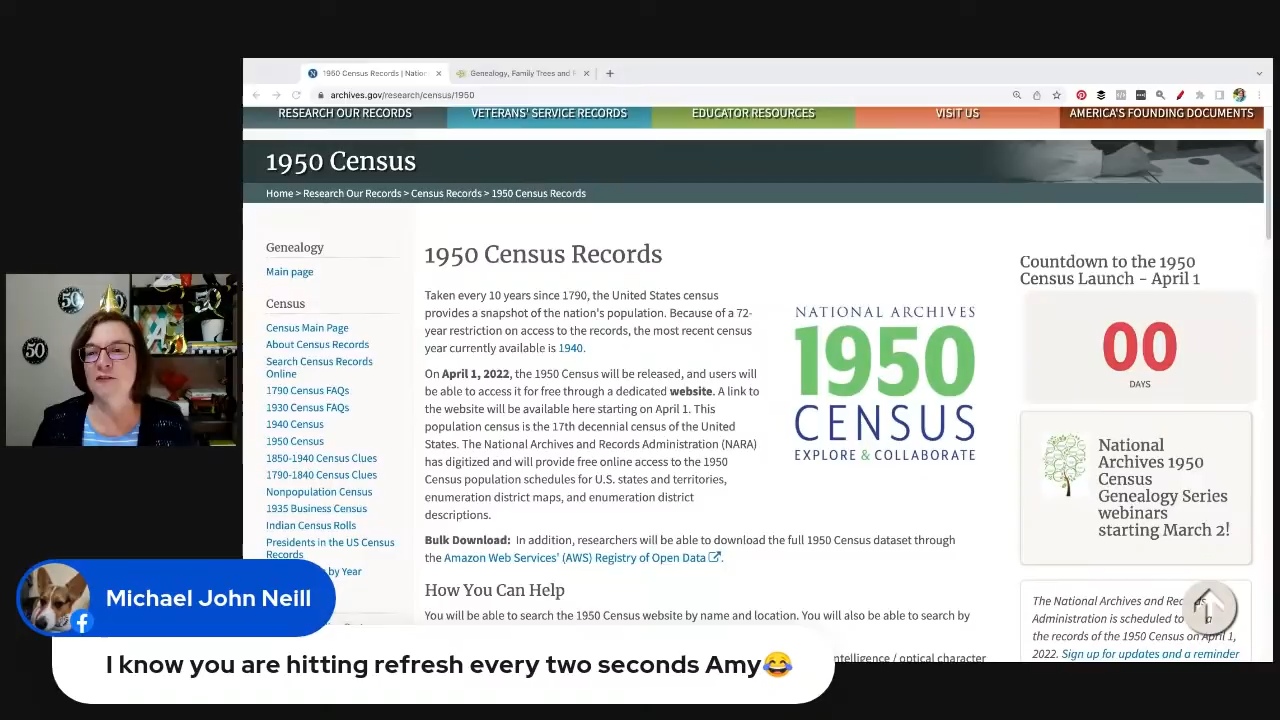 1950 Census Records | Nation
Genealogy, Family Trees and F
archives.gov/research/census/1950
RESEARCH OUR RECORDS
VETERANS' SERVICE RECORDS
EDUCATOR RESOURCES
VISIT US
AMERICA'S FOUNDING DOCUMENTS
1950 Census
Home > Research Our Records > Census Records > 1950 Census Records
Genealogy
Main page
Census
Census Main Page
About Census Records
Search Census Records
Online
1790 Census FAQs
1930 Census FAQs
1940 Census
1950 Census
1850-1940 Census Clues
1790-1840 Census Clues
Nonpopulation Census
1935 Business Census
Indian Census Rolls
Presidents in the US Census
Records
by Year
1950 Census Records
Taken every 10 years since 1790, the United States census
provides a snapshot of the nation's population. Because of a 72-
year restriction on access to the records, the most recent census
year currently available is 1940.
On April 1, 2022, the 1950 Census will be released, and users will
be able to access it for free through a dedicated website. A link to
the website will be available here starting on April 1. This
population census is the 17th decennial census of the United
States. The National Archives and Records Administration (NARA)
has digitized and will provide free online access to the 1950
Census population schedules for U.S. states and territories,
enumeration district maps, and enumeration district
descriptions.
Bulk Download: In addition, researchers will be able to download the full 1950 Census dataset through
the Amazon Web Services' (AWS) Registry of Open Data.
How You Can Help
You will be able to search the 1950 Census website by name and location. You will also be able to search by
ntelligence / optical character
NATIONAL ARCHIVES
1950
CENSUS
EXPLORE & COLLABORATE
Countdown to the 1950
Census Launch - April 1
00
DAYS
National
Archives 1950
Census
Genealogy Series
webinars
starting March 2!
The National Archives and Rec
Administration is scheduled to
the records of the 1950 Census on April 1,
2022. Sign up for updates and a reminder
50
50
50
Michael John Neill
I know you are hitting refresh every two seconds Amy😂